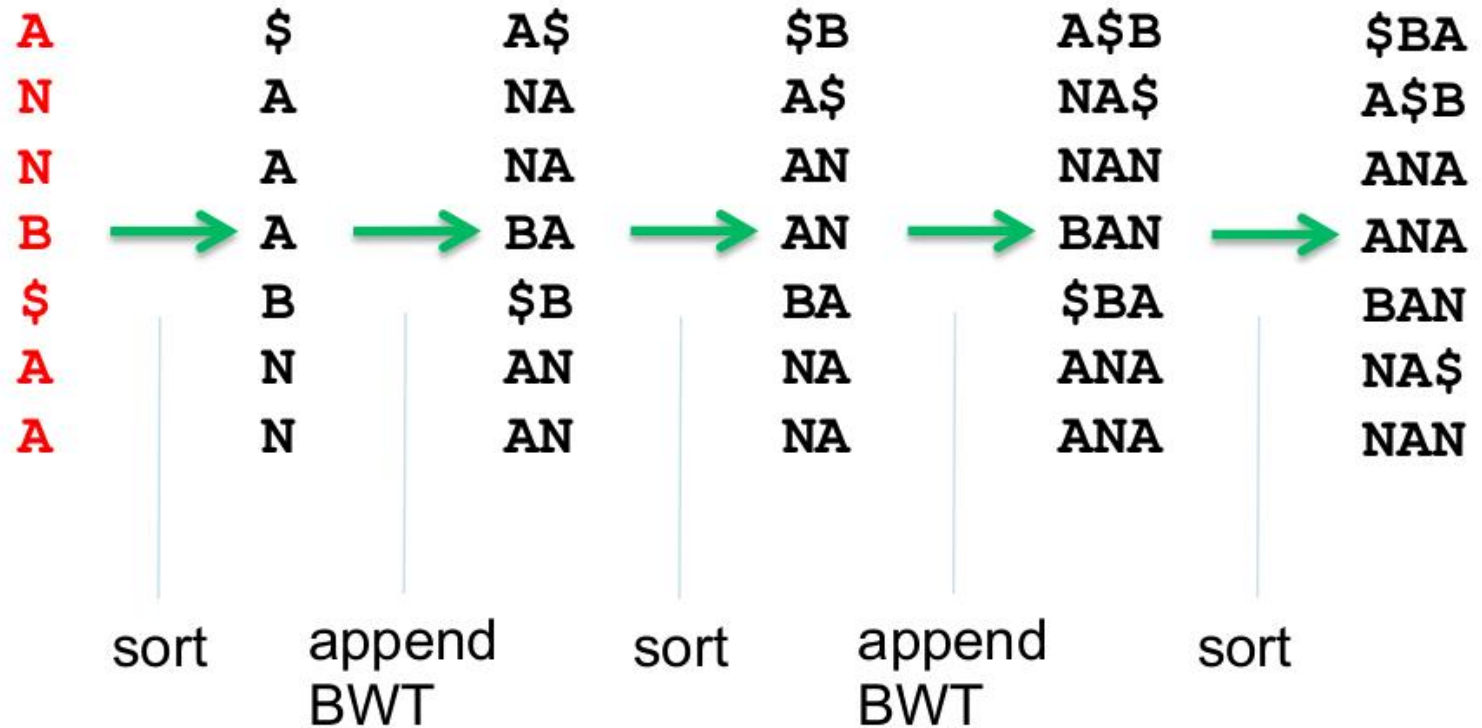 A $ A$ $B A$B $BA
N A NA A$ NA$ A$B
N A NA AN NAN ANA
B A BA AN BAN ANA
$ B $B BA $BA BAN
A N AN NA ANA NA$
A N AN NA ANA NAN
sort append sort append sort
BWT BWT